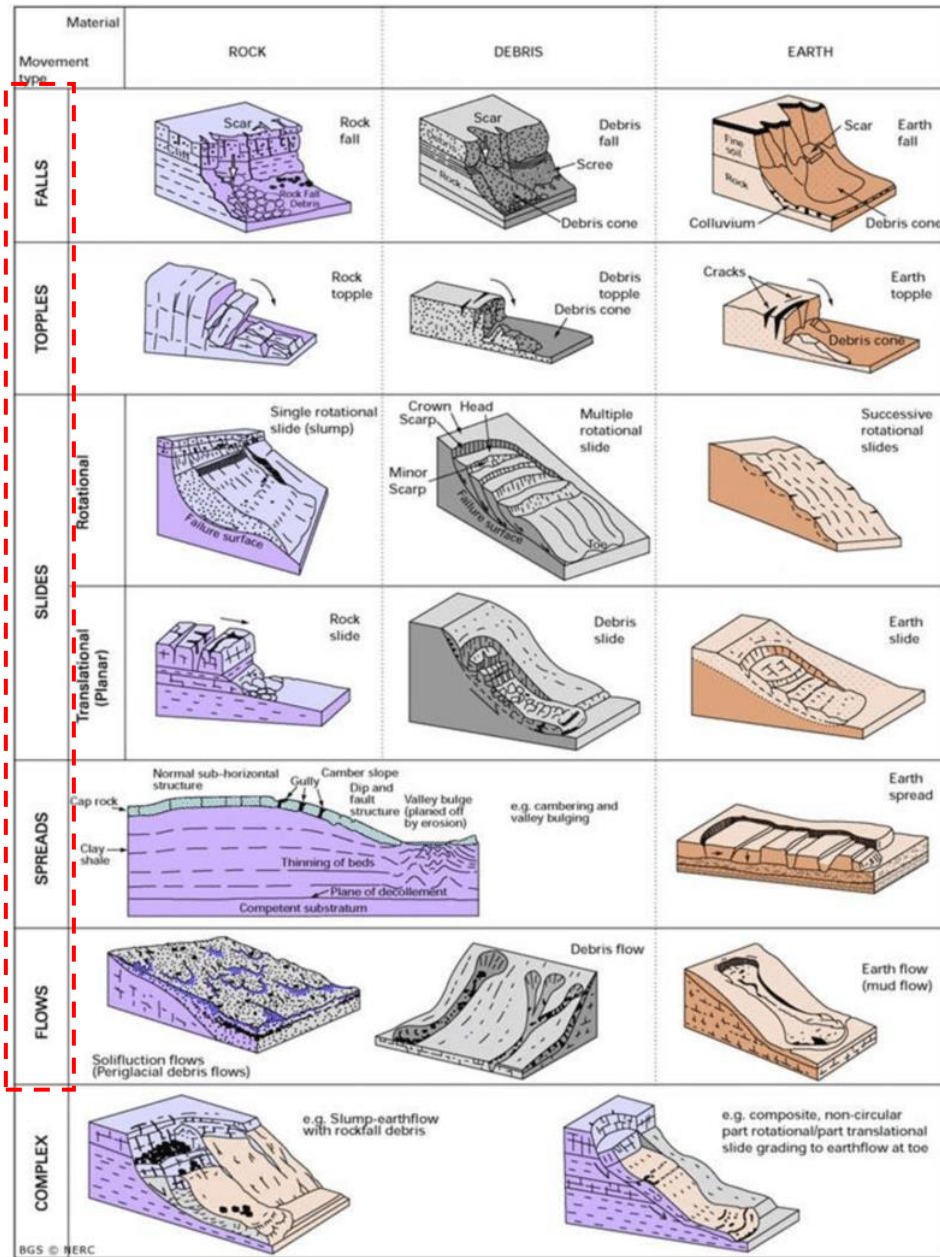 Material
Movement
type
ROCK
DEBRIS
EARTH
FALLS
Scar
Cliff
Rock Fall
Debris
Rock
fall
Scar
Debris
Rock
Debris
fall
Scree
Debris cone
Fine
soil
Rock
Colluvium
Scar
Earth
fall
Debris cone
TOPPLES
Rock
topple
Debris
topple
Debris cone
Cracks
Earth
topple
Debris cone
SLIDES
Rotational
Single rotational
slide (slump)
Failure surface
Crown
Head
Scarp
Minor
Scarp
Failure surface
Toe
Multiple
rotational
slide
Successive
rotational
slides
Translational
(Planar)
Rock
slide
Debris
slide
Earth
slide
SPREADS
Normal sub-horizontal
structure
Gully
Camber slope
Dip and
fault
structure
Valley bulge
(planed off
by erosion)
Cap rock
Clay
shale
Thinning of beds
Plane of decollement
Competent substratum
e.g. cambering and
valley bulging
Earth
spread
FLOWS
Solifluction flows
(Periglacial debris flows)
Debris flow
Earth flow
(mud flow)
COMPLEX
e.g. Slump-earthflow
with rockfall debris
e.g. composite, non-circular
part rotational/part translational
slide grading to earthflow at toe
BGS © NERC